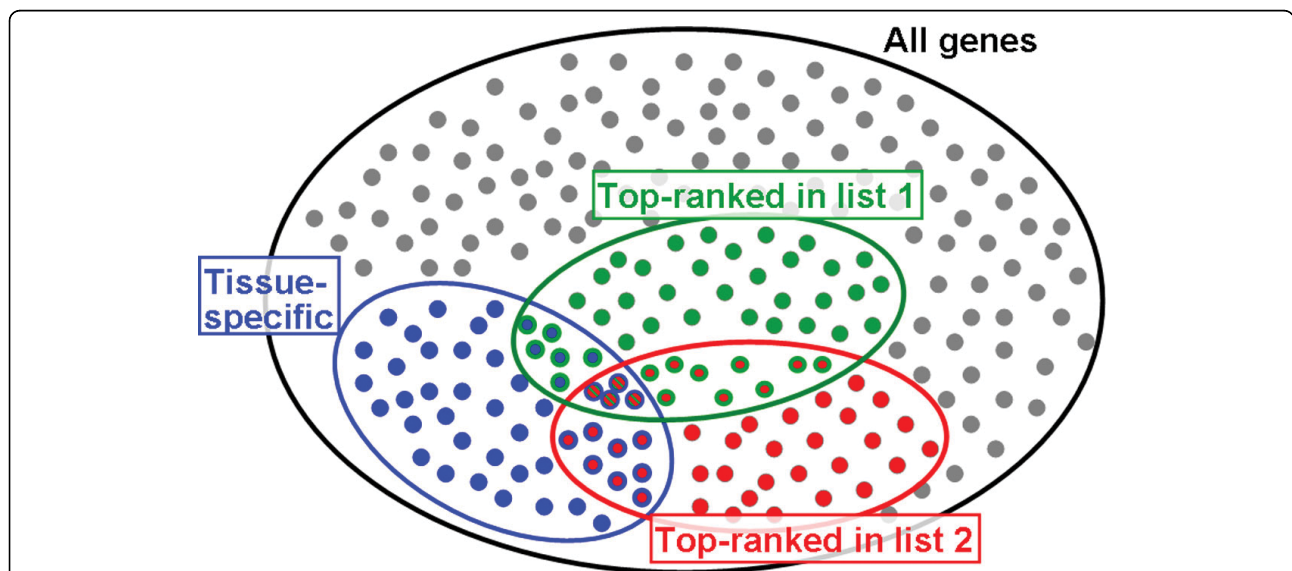 All genes
Top-ranked in list 1
Tissue-
specific
Top-ranked in list 2